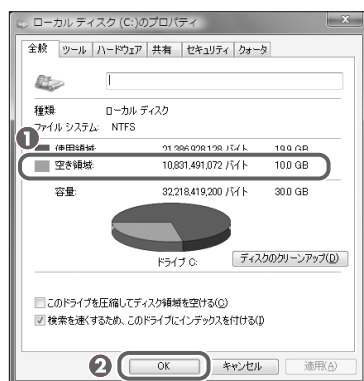 ローカル ディスク (C:)のプロパティ
全般 ツール ハードウェア 共有 セキュリティ クォータ
種類: ローカル ディスク
ファイル システム: NTFS
❶
使用領域: 21,386,928,128 バイト 19.9 GB
空き領域: 10,831,491,072 バイト 10.0 GB
容量: 32,218,419,200 バイト 30.0 GB
ドライブ C: ディスクのクリーンアップ(D)
このドライブを圧縮してディスク領域を空ける(C)
検索を速くするため、このドライブにインデックスを付ける(I)
❷ OK キャンセル 適用(A)